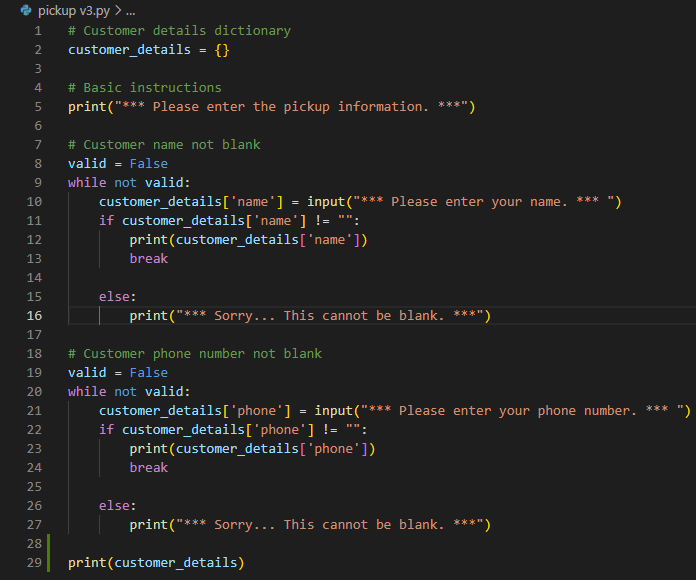 pickup v3.py > ...
1 # Customer details dictionary
2 customer_details = {}
3
4 # Basic instructions
5 print("*** Please enter the pickup information. ***")
6
7 # Customer name not blank
8 valid = False
9 while not valid:
10     customer_details['name'] = input("*** Please enter your name. *** ")
11     if customer_details['name'] != "":
12         print(customer_details['name'])
13         break
14
15     else:
16         print("*** Sorry... This cannot be blank. ***")
17
18 # Customer phone number not blank
19 valid = False
20 while not valid:
21     customer_details['phone'] = input("*** Please enter your phone number. *** ")
22     if customer_details['phone'] != "":
23         print(customer_details['phone'])
24         break
25
26     else:
27         print("*** Sorry... This cannot be blank. ***")
28
29 print(customer_details)